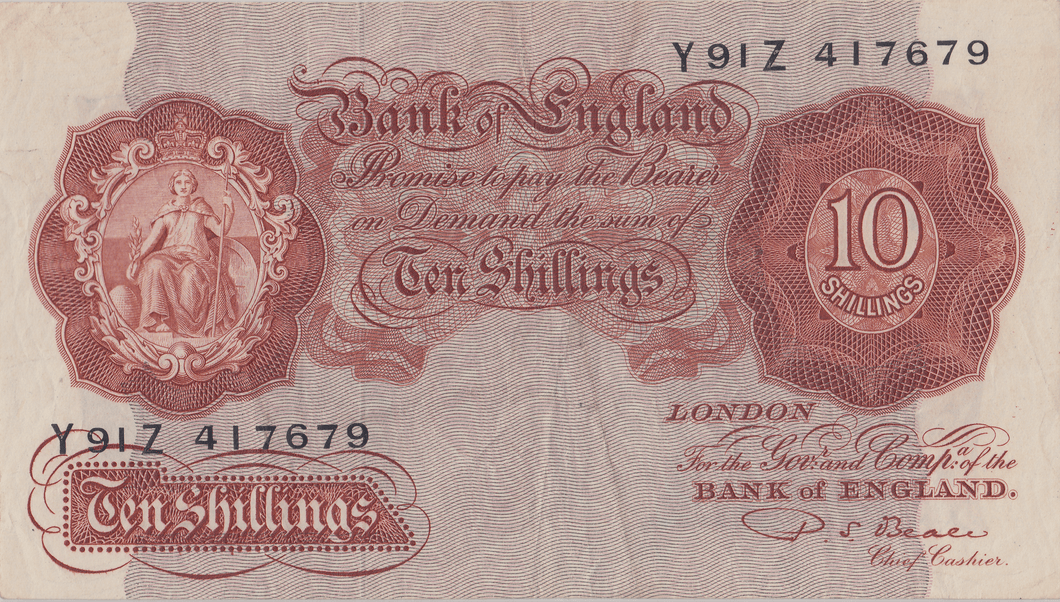 Y91Z 417679
Bank of England
Promise to pay the Bearer
on Demand the sum of
Ten Shillings
10
SHILLINGS
Y91Z 417679
Ten Shillings
LONDON
For the Govr. and Compa. of the
BANK of ENGLAND.
P. S. Beale
Chief Cashier.